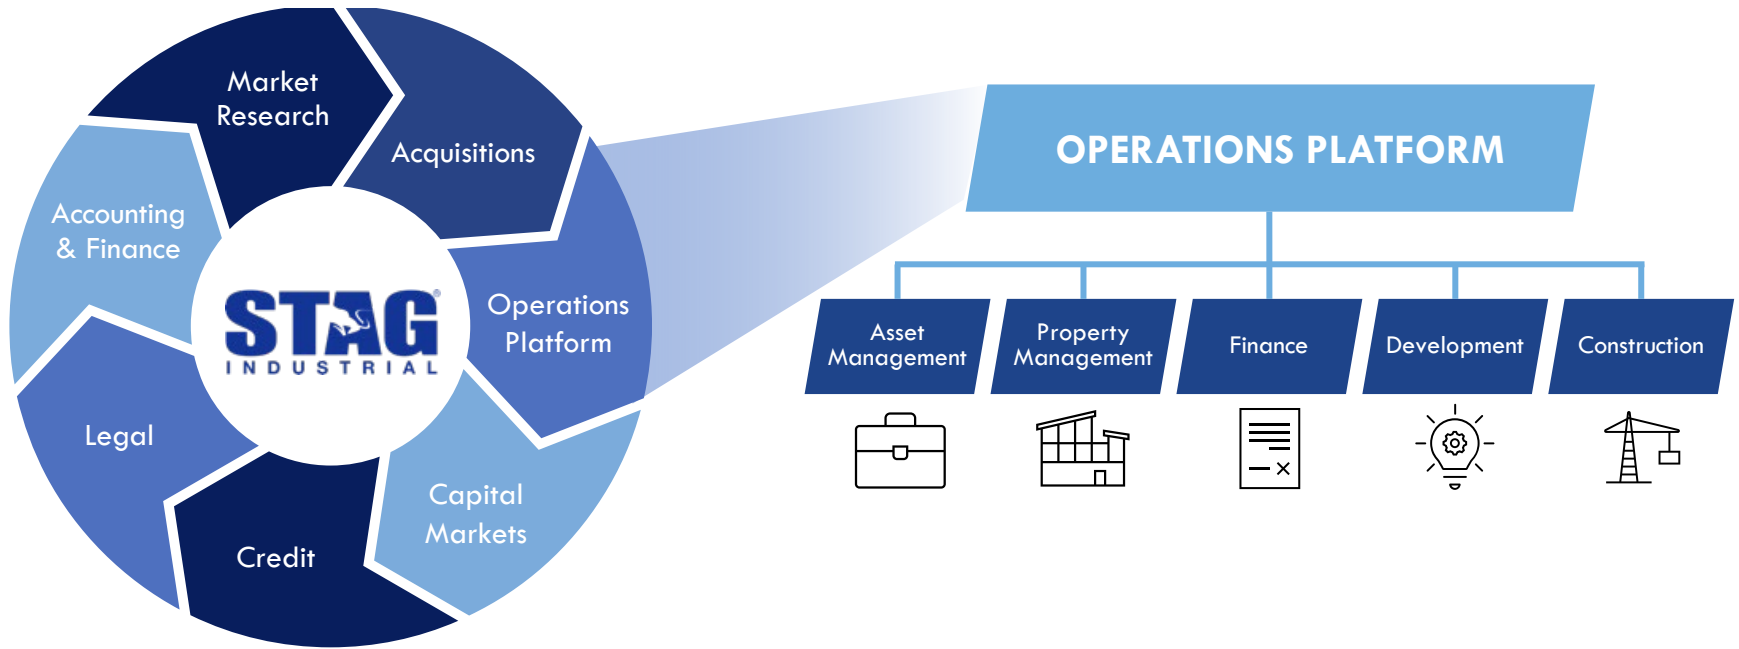 Market
Research
Acquisitions
Operations
Platform
Capital
Markets
Credit
Legal
Accounting
& Finance
STAG®
INDUSTRIAL
OPERATIONS PLATFORM
Asset
Management
Property
Management
Finance
Development
Construction